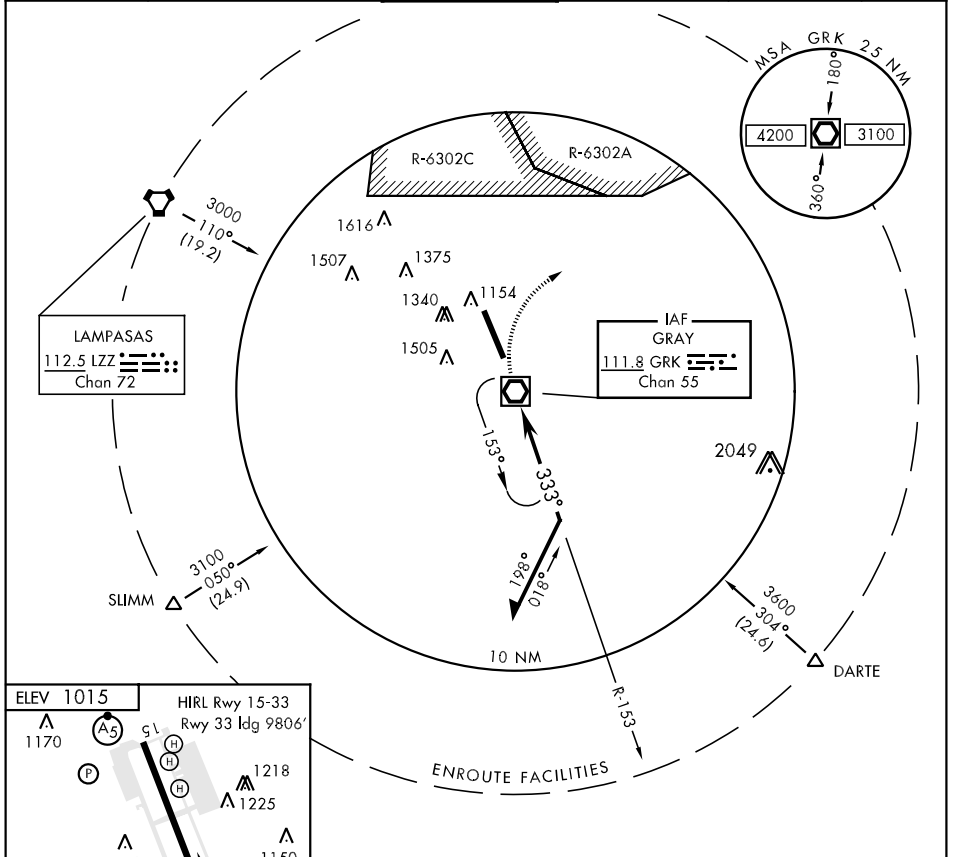 MSA GRK 25 NM
180°
4200
3100
360°
R-6302C
R-6302A
3000
110°
(19.2)
1616
1507
1375
1340
1154
1505
LAMPASAS
112.5 LZZ
Chan 72
IAF
GRAY
111.8 GRK
Chan 55
153°
333°
2049
198°
018°
3100
050°
(24.9)
SLIMM
3600
304°
(24.6)
DARTE
10 NM
R-153
ENROUTE FACILITIES
ELEV 1015
HIRL Rwy 15-33
Rwy 33 ldg 9806'
1170
A5
15
H
H
H
P
1218
1225
1150